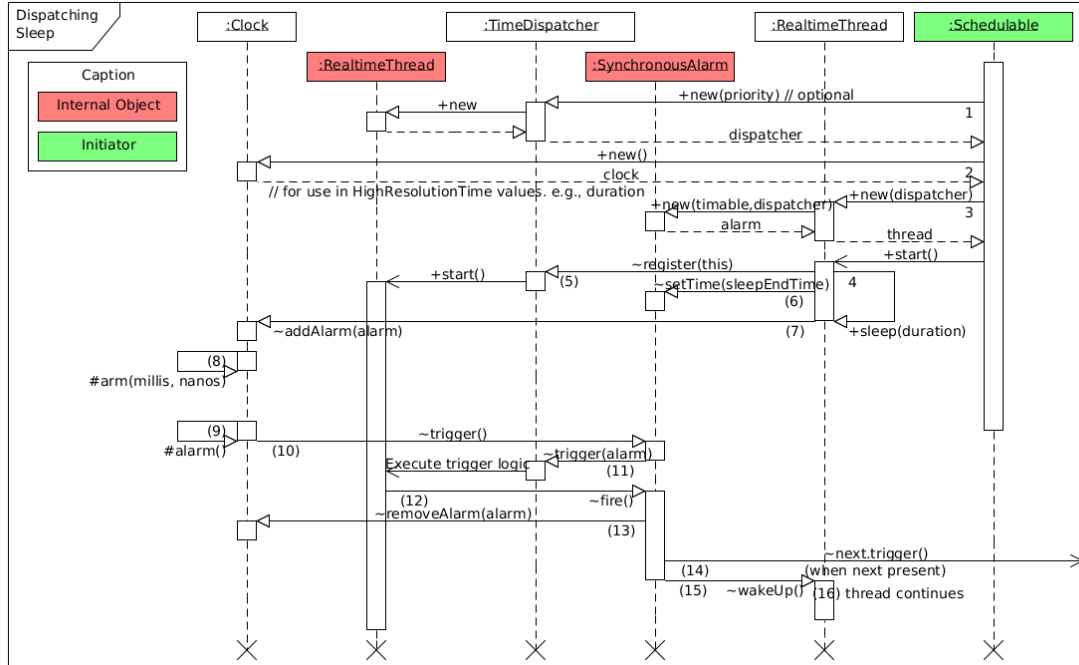 Dispatching
Sleep
:Clock
:TimeDispatcher
:RealtimeThread
:Schedulable
:RealtimeThread
:SynchronousAlarm
Caption
Internal Object
Initiator
+new(priority) // optional
1
+new
dispatcher
+new()
2
clock
// for use in HighResolutionTime values. e.g., duration
+new(dispatcher)
+new(timable,dispatcher)
3
alarm
thread
+start()
~register(this)
+start()
(5)
4
~setTime(sleepEndTime)
(6)
~addAlarm(alarm)
(7)
+sleep(duration)
(8)
#arm(millis, nanos)
(9)
~trigger()
#alarm()
(10)
~trigger(alarm)
Execute trigger logic
(11)
(12)
~fire()
~removeAlarm(alarm)
(13)
~next.trigger()
(14)
(when next present)
(15)
~wakeUp()
(16) thread continues